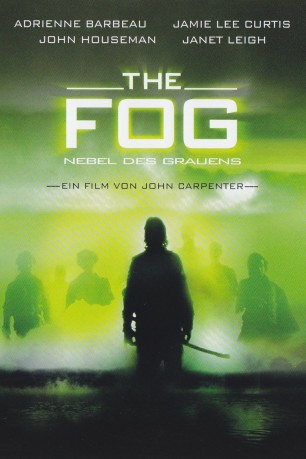 ADRIENNE BARBEAU JAMIE LEE CURTIS
JOHN HOUSEMAN JANET LEIGH
THE
FOG
NEBEL DES GRAUENS
EIN FILM VON JOHN CARPENTER